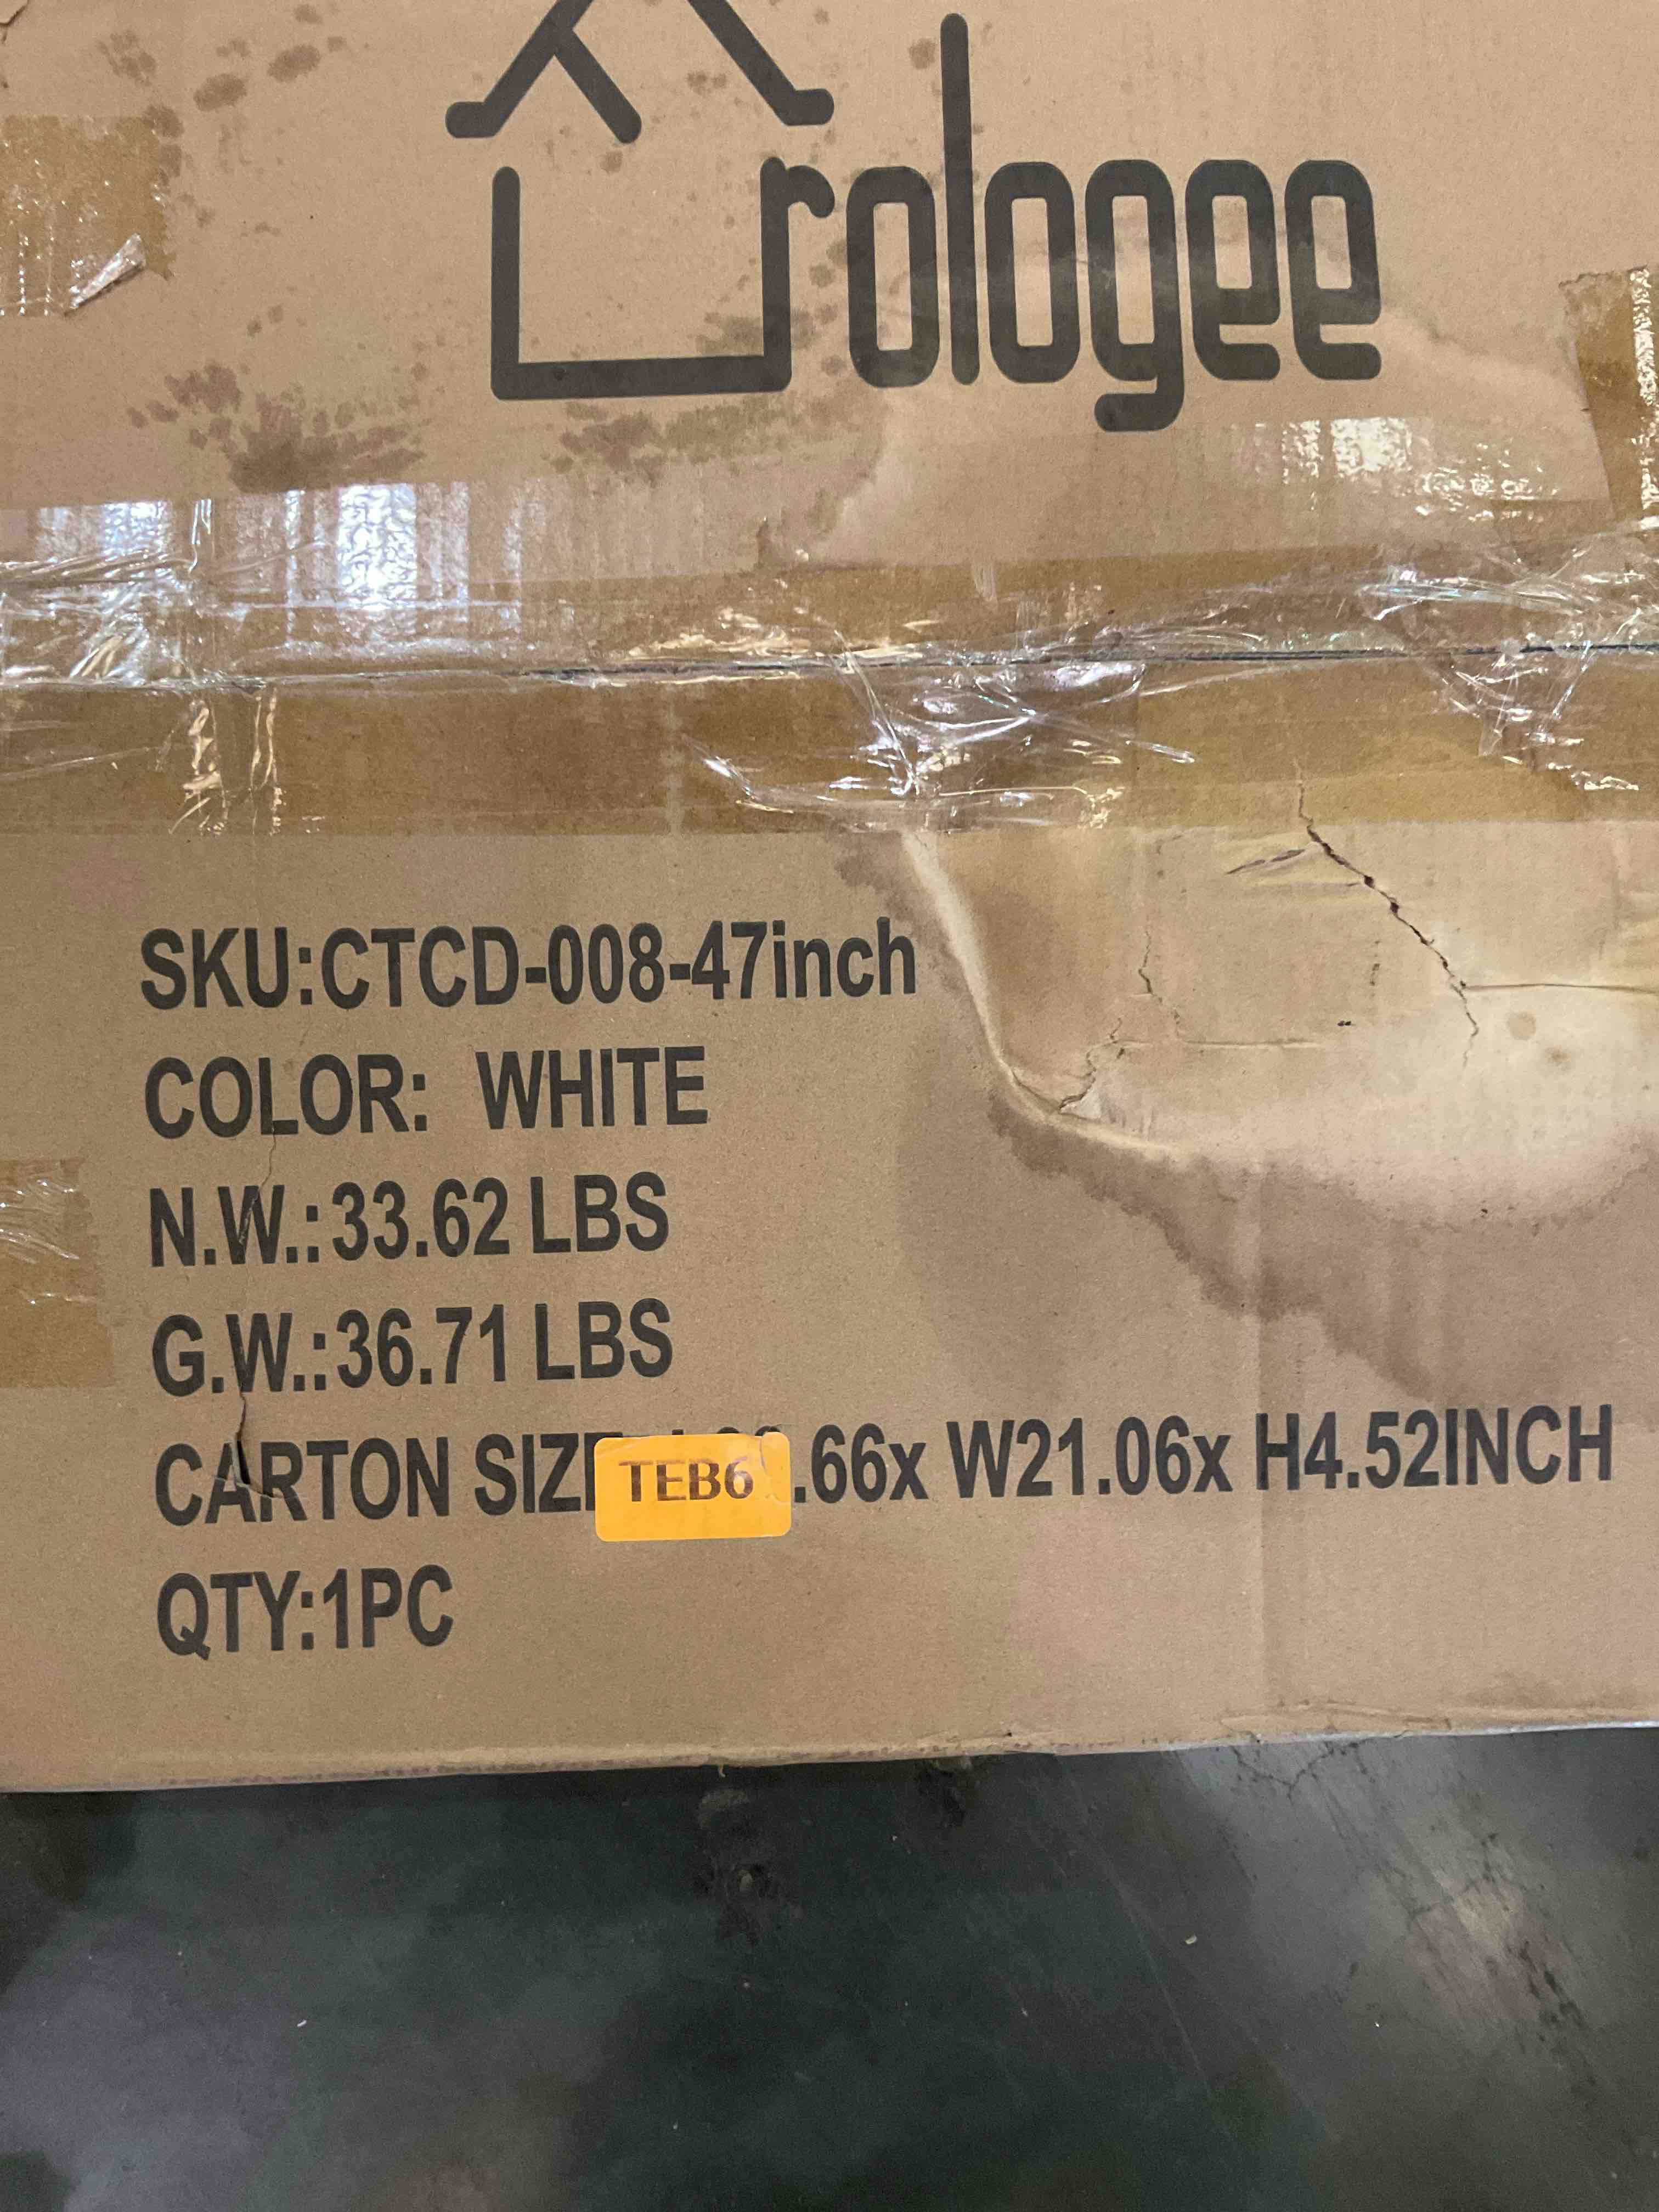 rologee
SKU:CTCD-008-47inch
COLOR: WHITE
N.W.:33.62 LBS
G.W.:36.71 LBS
CARTON SIZE .66x W21.06x H4.52INCH
TEB6
QTY:1PC